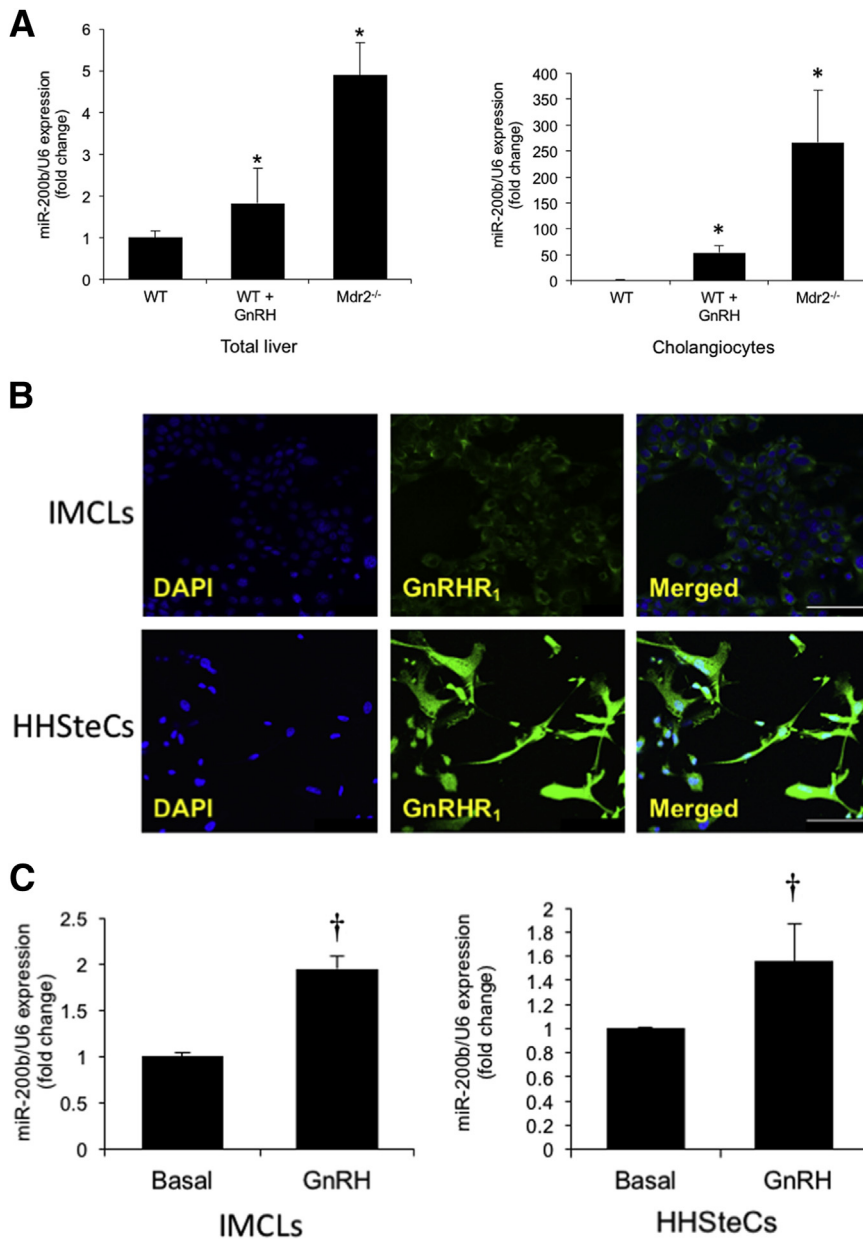 A
miR-200b/U6 expression
(fold change)
6
5
4
3
2
1
0
*
*
WT
WT +
GnRH
Mdr2-/-
Total liver
miR-200b/U6 expression
(fold change)
400
350
300
250
200
150
100
50
0
*
*
WT
WT +
GnRH
Mdr2-/-
Cholangiocytes
B
IMCLs
DAPI
GnRHR1
Merged
HHSteCs
DAPI
GnRHR1
Merged
C
miR-200b/U6 expression
(fold change)
2.5
2
1.5
1
0.5
0
†
Basal
GnRH
IMCLs
miR-200b/U6 expression
(fold change)
2
1.8
1.6
1.4
1.2
1
0.8
0.6
0.4
0.2
0
†
Basal
GnRH
HHSteCs